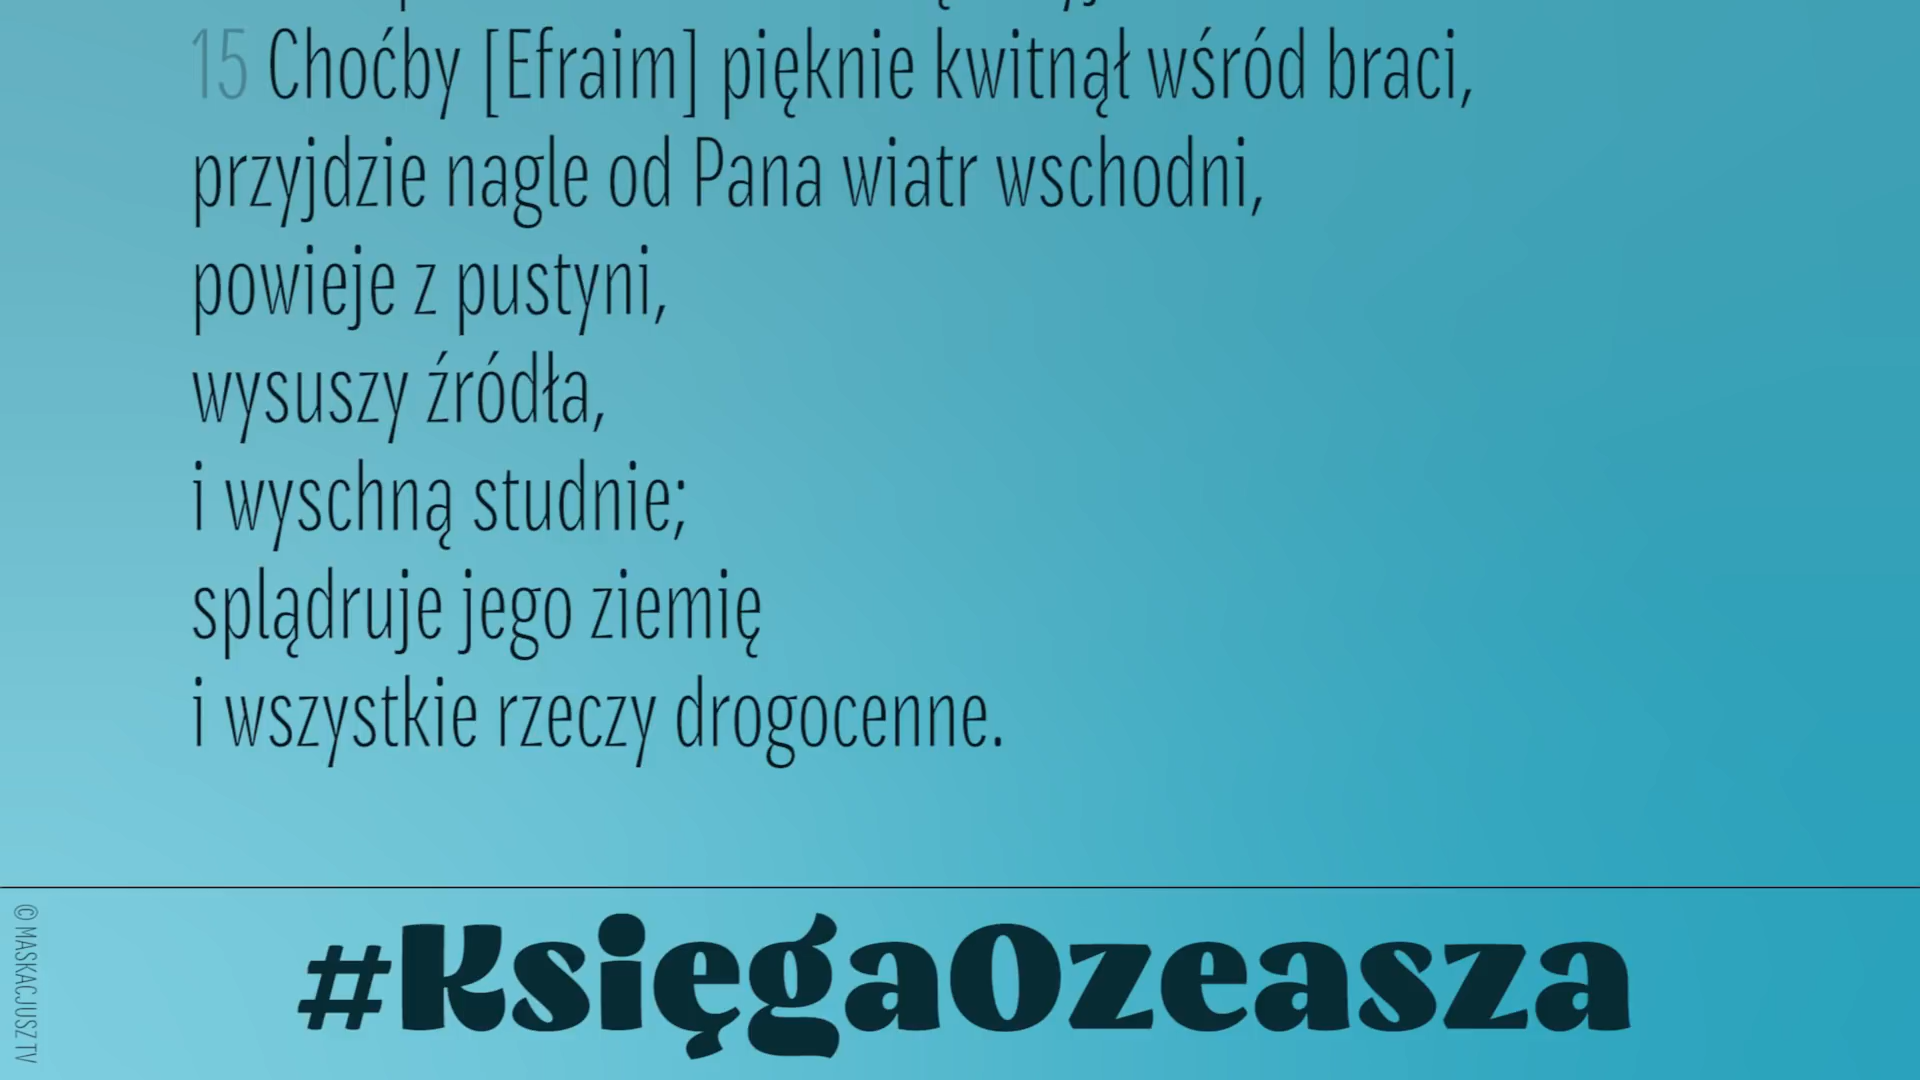 15 Choćby [Efraim] pięknie kwitnął wśród braci,
przyjdzie nagle od Pana wiatr wschodni,
powieje z pustyni,
wysuszy źródła,
i wyschną studnie;
splądruje jego ziemię
i wszystkie rzeczy drogocenne.
#KsięgaOzeasza
© MASKACJUSZ TV